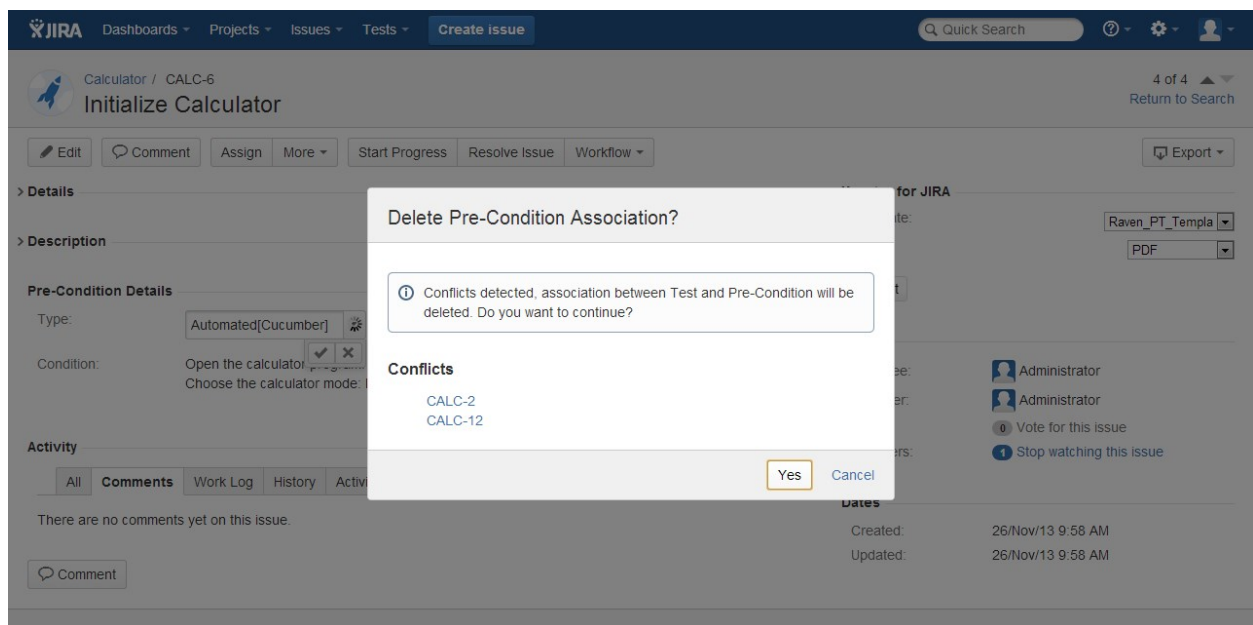 JIRA Dashboards Projects Issues Tests Create issue Quick Search
Calculator / CALC-6
Initialize Calculator
4 of 4
Return to Search
Edit Comment Assign More Start Progress Resolve Issue Workflow Export
Details
Description
Pre-Condition Details
Type: Automated[Cucumber]
Condition: Open the calculator
Choose the calculator mode:
Activity
All Comments Work Log History
There are no comments yet on this issue.
Comment
Delete Pre-Condition Association?
Conflicts detected, association between Test and Pre-Condition will be
deleted. Do you want to continue?
Conflicts
CALC-2
CALC-12
Yes Cancel
for JIRA
Raven_PT_Templa
PDF
Administrator
Administrator
0 Vote for this issue
1 Stop watching this issue
Dates
Created: 26/Nov/13 9:58 AM
Updated: 26/Nov/13 9:58 AM